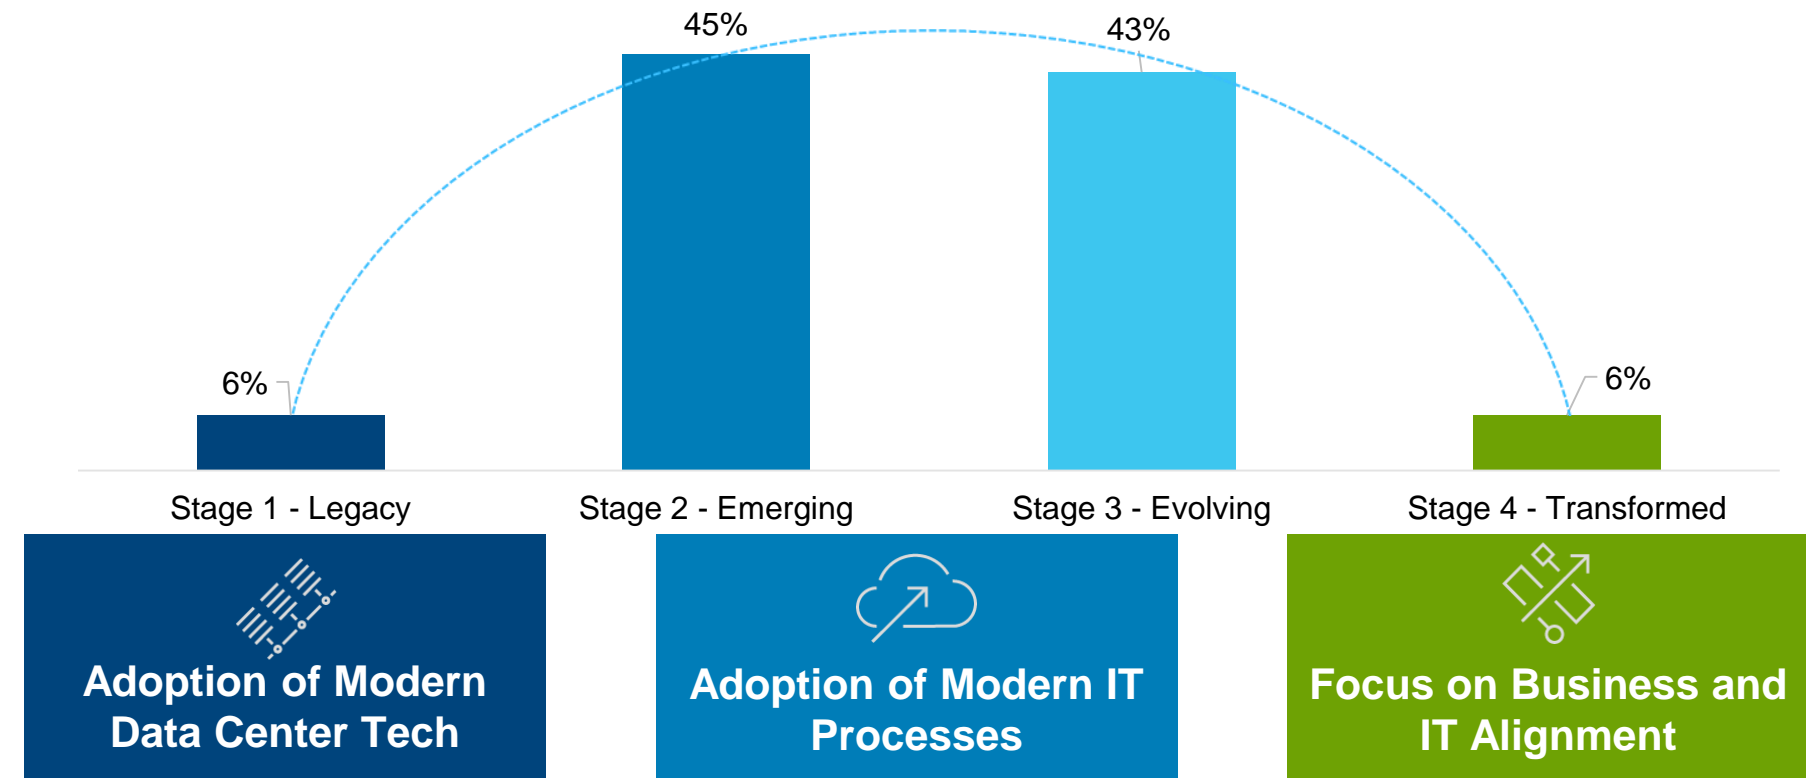 45%
43%
6%
6%
Stage 1 - Legacy
Stage 2 - Emerging
Stage 3 - Evolving
Stage 4 - Transformed
Adoption of Modern
Data Center Tech
Adoption of Modern IT
Processes
Focus on Business and
IT Alignment